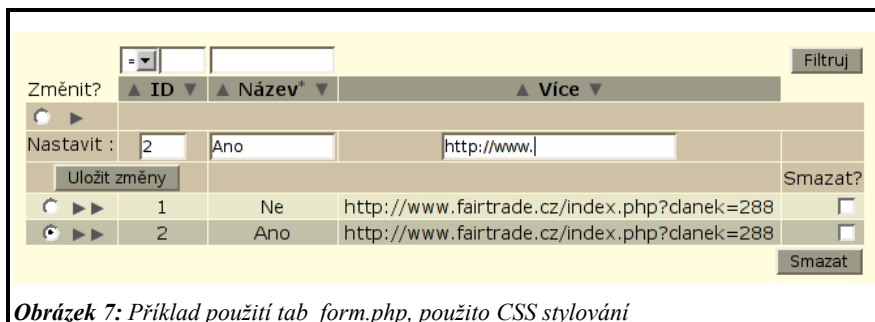 = Filtruj
Změnit? ▲ ID ▼ ▲ Název* ▼ ▲ Více ▼
►
Nastavit : 2 Ano http://www.
Uložit změny Smazat?
►► 1 Ne http://www.fairtrade.cz/index.php?clanek=288
►► 2 Ano http://www.fairtrade.cz/index.php?clanek=288
Smazat
Obrázek 7: Příklad použití tab_form.php, použito CSS stylování